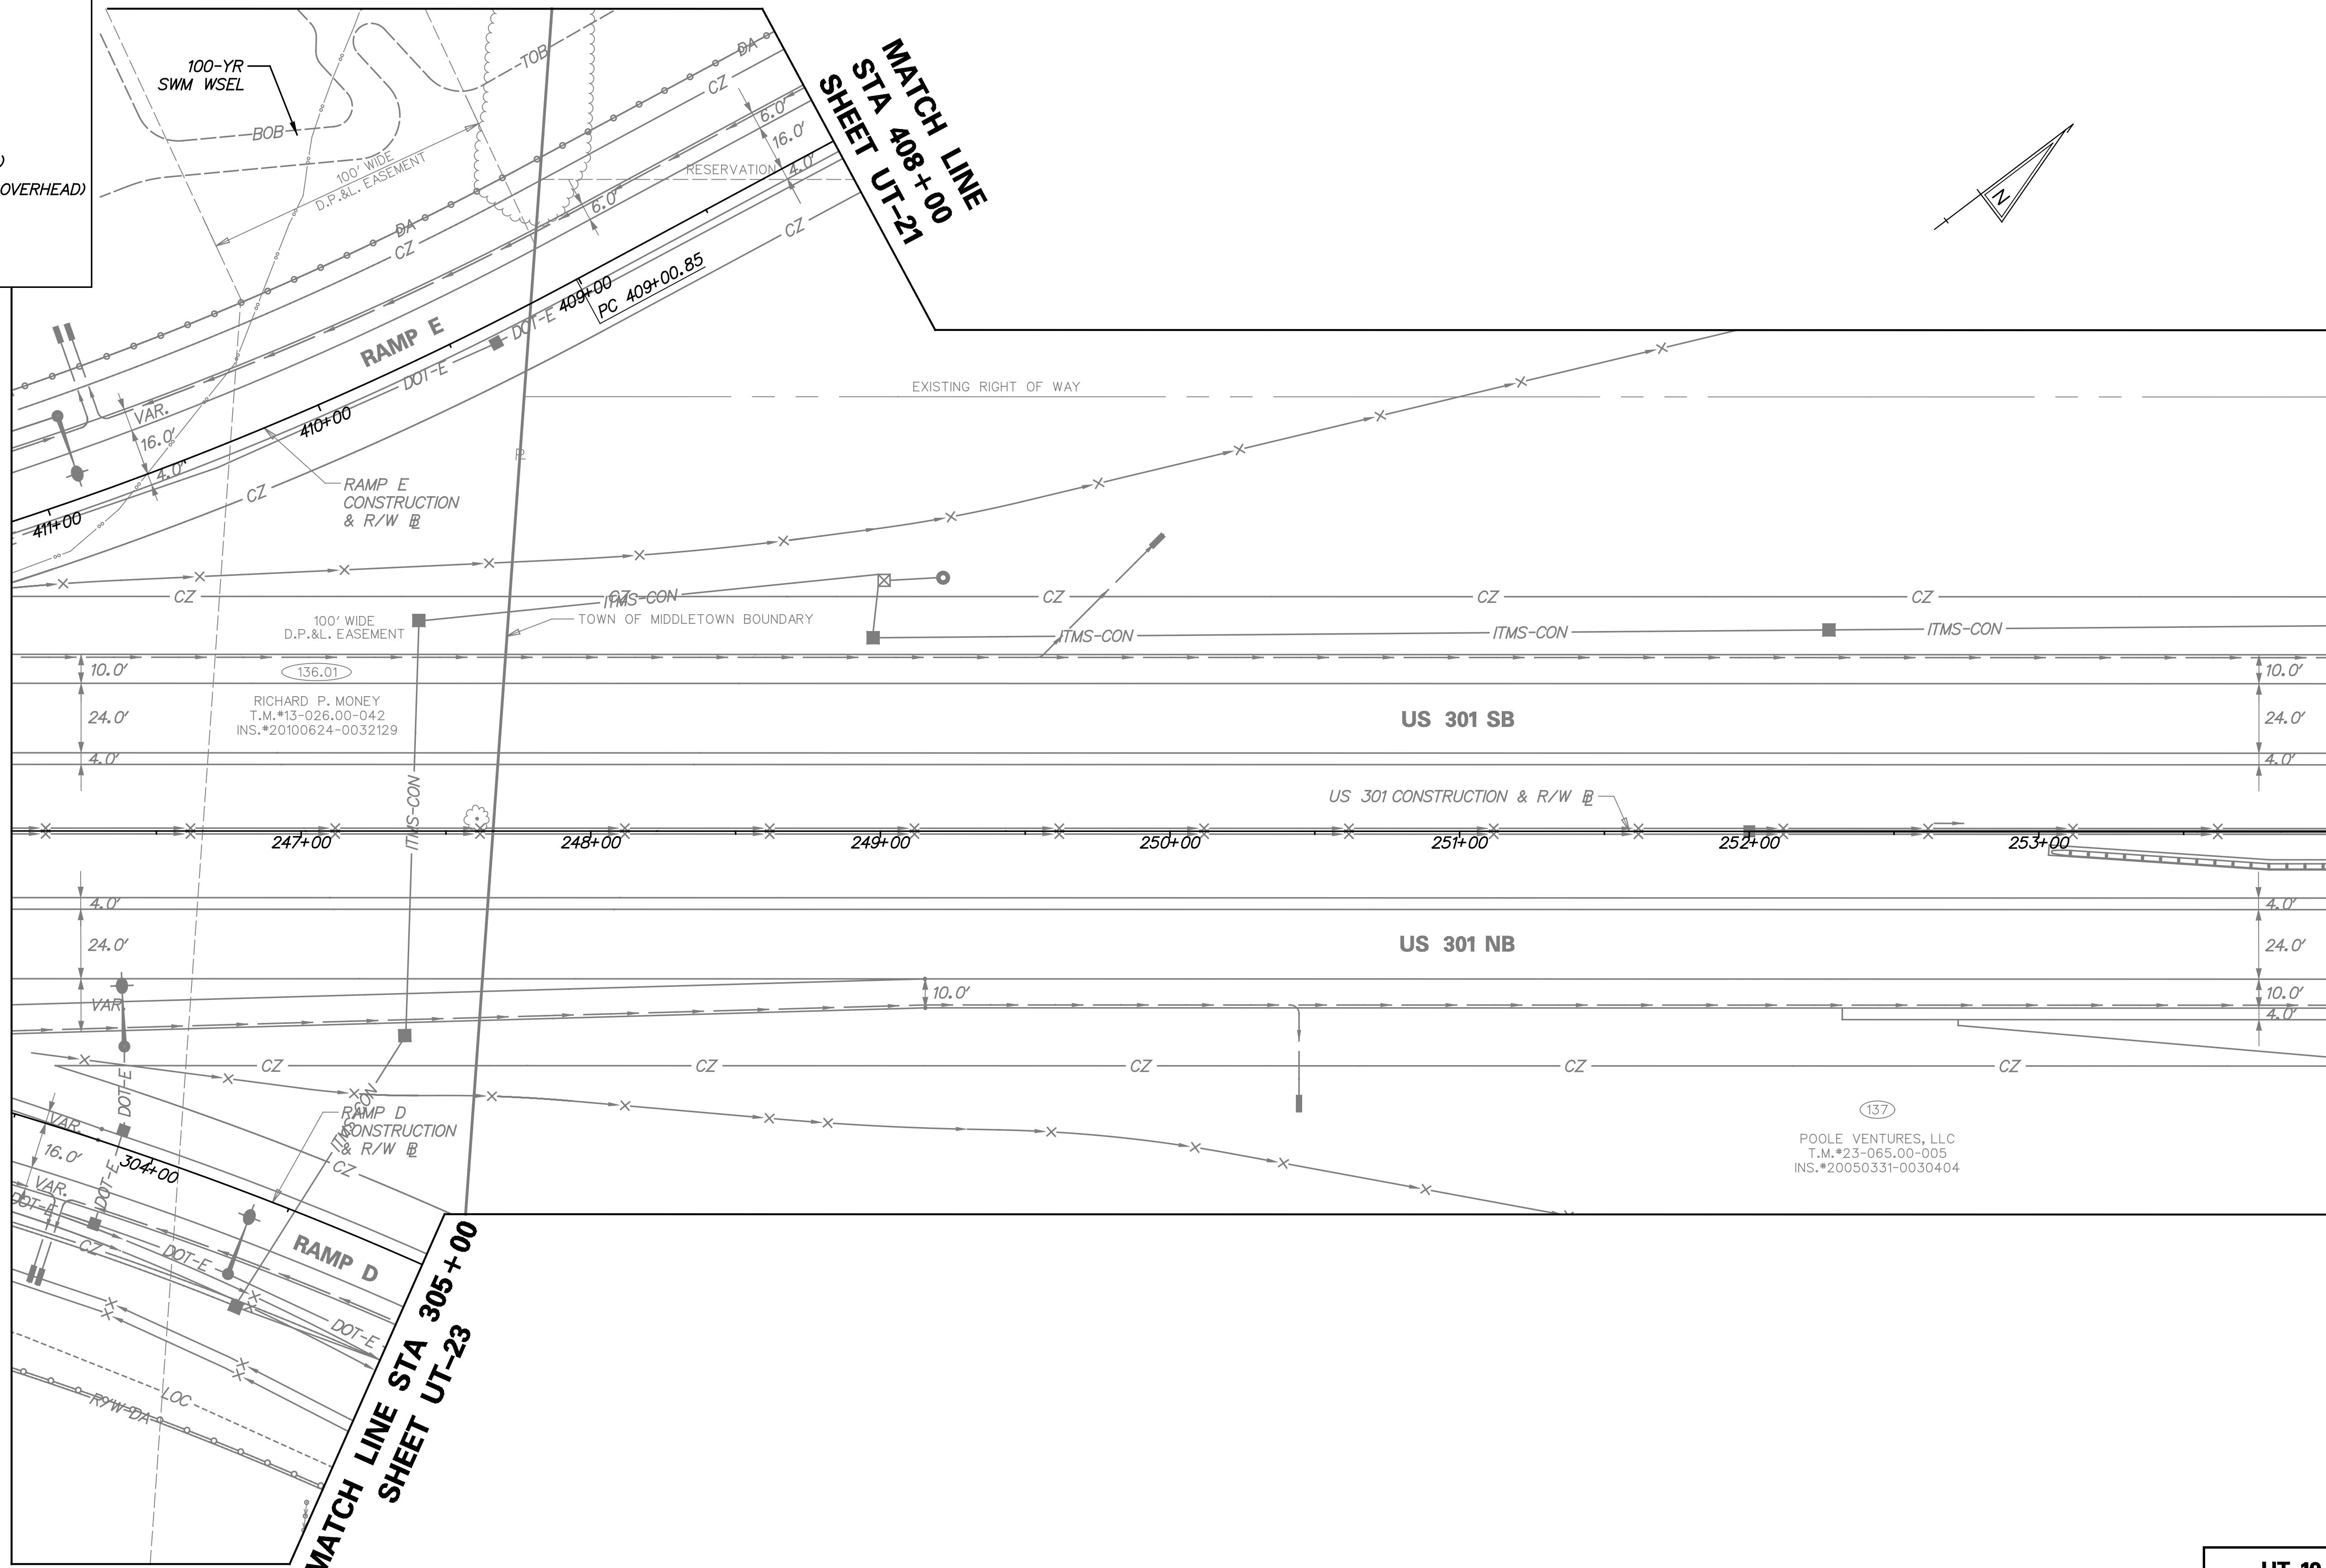 OVERHEAD)
100-YR
SWM WSEL
BOB
TOB
DA
CZ
100' WIDE
D.P.&L. EASEMENT
6.0'
16.0'
4.0'
RESERVATION
6.0'
MATCH LINE
STA 408+00
SHEET UT-21
N
DA
CZ
CZ
RAMP E
DOT-E
409+00
PC 409+00.85
DOT-E
VAR.
16.0'
4.0'
410+00
411+00
CZ
RAMP E
CONSTRUCTION
& R/W BL
PL
EXISTING RIGHT OF WAY
CZ
CZ
ITMS-CON
CZ
CZ
CZ
100' WIDE
D.P.&L. EASEMENT
TOWN OF MIDDLETOWN BOUNDARY
ITMS-CON
ITMS-CON
ITMS-CON
10.0'
136.01
10.0'
RICHARD P. MONEY
T.M.#13-026.00-042
INS.#20100624-0032129
24.0'
US 301 SB
24.0'
4.0'
4.0'
ITMS-CON
US 301 CONSTRUCTION & R/W BL
247+00
248+00
249+00
250+00
251+00
252+00
253+00
4.0'
4.0'
24.0'
US 301 NB
24.0'
VAR.
10.0'
10.0'
4.0'
CZ
CZ
CZ
CZ
CZ
DOT-E
ITMS-CON
RAMP D
CONSTRUCTION
& R/W BL
CZ
VAR.
16.0'
304+00
VAR.
DOT-E
DOT-E
CZ
DOT-E
RAMP D
DOT-E
137
POOLE VENTURES, LLC
T.M.#23-065.00-005
INS.#20050331-0030404
LOC
R/W-DA
MATCH LINE STA 305+00
SHEET UT-23